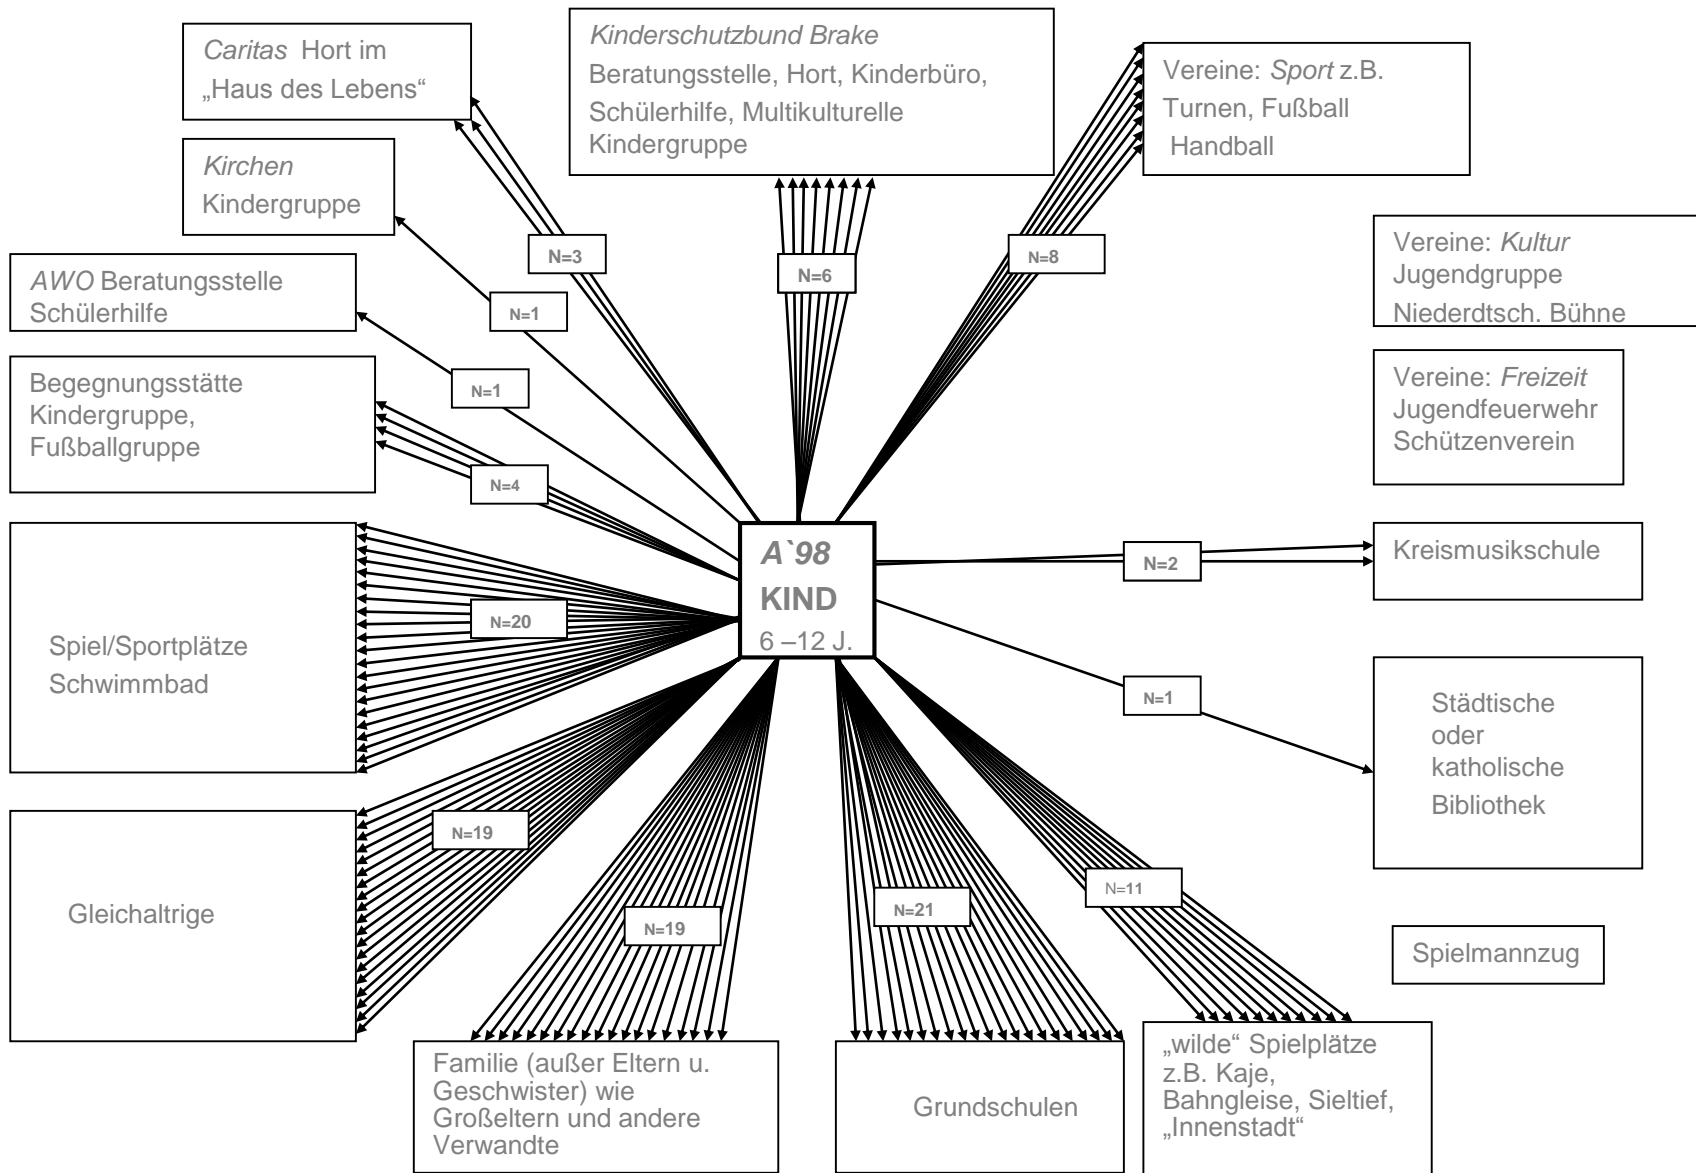 Caritas Hort im
„Haus des Lebens“
Kinderschutzbund Brake
Beratungsstelle, Hort, Kinderbüro,
Schülerhilfe, Multikulturelle
Kindergruppe
Vereine: Sport z.B.
Turnen, Fußball
Handball
Kirchen
Kindergruppe
Vereine: Kultur
Jugendgruppe
Niederdtsch. Bühne
N=3
N=6
N=8
AWO Beratungsstelle
Schülerhilfe
N=1
Vereine: Freizeit
Jugendfeuerwehr
Schützenverein
Begegnungsstätte
Kindergruppe,
Fußballgruppe
N=1
N=4
A`98
KIND
6 –12 J.
N=2
Kreismusikschule
N=20
Spiel/Sportplätze
Schwimmbad
N=1
Städtische
oder
katholische
Bibliothek
N=19
Gleichaltrige
N=19
N=21
N=11
Spielmannzug
Familie (außer Eltern u.
Geschwister) wie
Großeltern und andere
Verwandte
Grundschulen
„wilde“ Spielplätze
z.B. Kaje,
Bahngleise, Sieltief,
„Innenstadt“